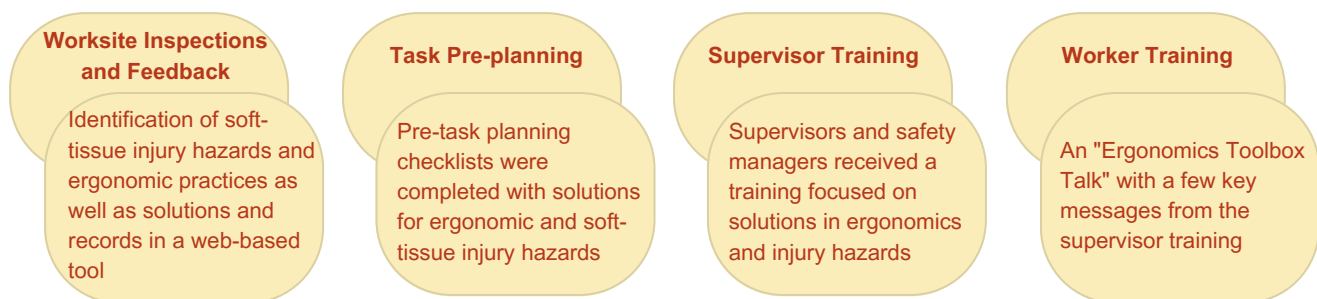 Worksite Inspections
and Feedback
Identification of soft-
tissue injury hazards and
ergonomic practices as
well as solutions and
records in a web-based
tool
Task Pre-planning
Pre-task planning
checklists were
completed with solutions
for ergonomic and soft-
tissue injury hazards
Supervisor Training
Supervisors and safety
managers received a
training focused on
solutions in ergonomics
and injury hazards
Worker Training
An "Ergonomics Toolbox
Talk" with a few key
messages from the
supervisor training